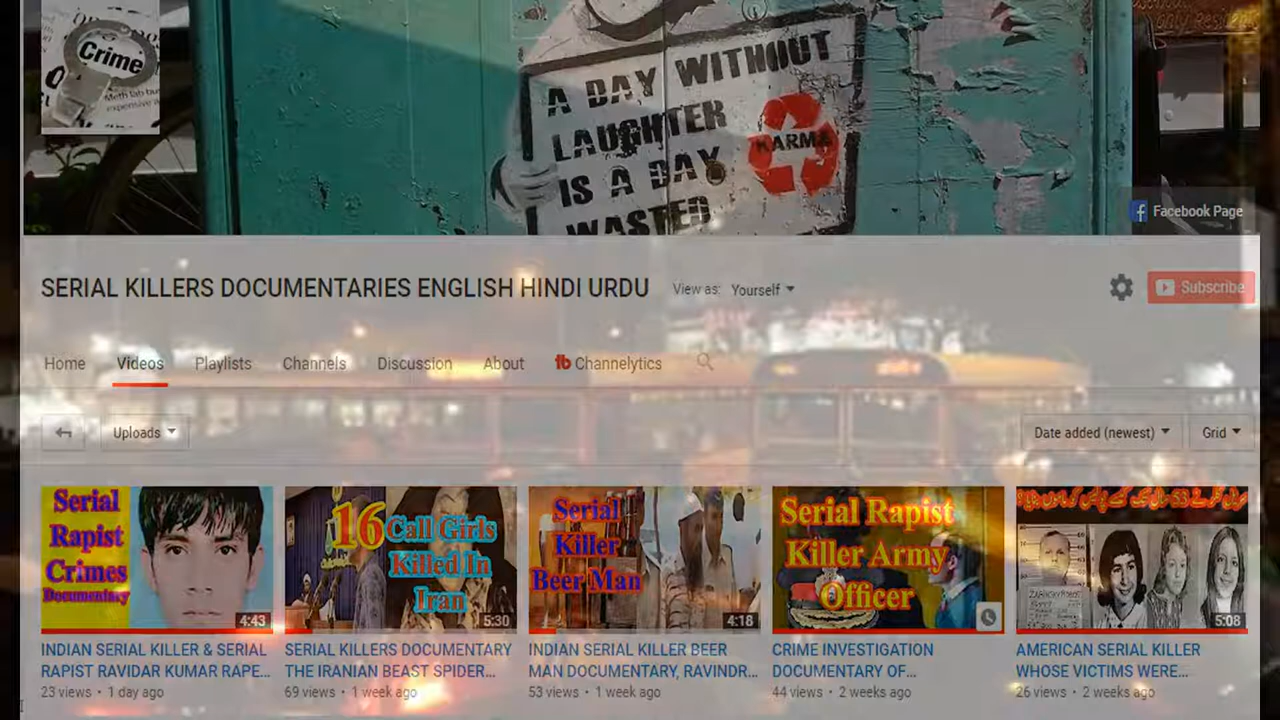 Crime
Meth lab bu
expensive a
A DAY WITHOUT
LAUGHTER
IS A DAY
WASTED
KARMA
Facebook Page
SERIAL KILLERS DOCUMENTARIES ENGLISH HINDI URDU
View as: Yourself
Subscribe
Home Videos Playlists Channels Discussion About Channelytics
Uploads
Date added (newest)
Grid
Serial
Rapist
Crimes
Documentary
4:43
16 Call Girls
Killed In
Iran
5:30
Serial
Killer
Beer Man
4:18
Serial Rapist
Killer Army
Officer
5:08
INDIAN SERIAL KILLER & SERIAL
RAPIST RAVIDAR KUMAR RAPE...
23 views • 1 day ago
SERIAL KILLERS DOCUMENTARY
THE IRANIAN BEAST SPIDER...
69 views • 1 week ago
INDIAN SERIAL KILLER BEER
MAN DOCUMENTARY, RAVINDR...
53 views • 1 week ago
CRIME INVESTIGATION
DOCUMENTARY OF...
44 views • 2 weeks ago
AMERICAN SERIAL KILLER
WHOSE VICTIMS WERE...
26 views • 2 weeks ago